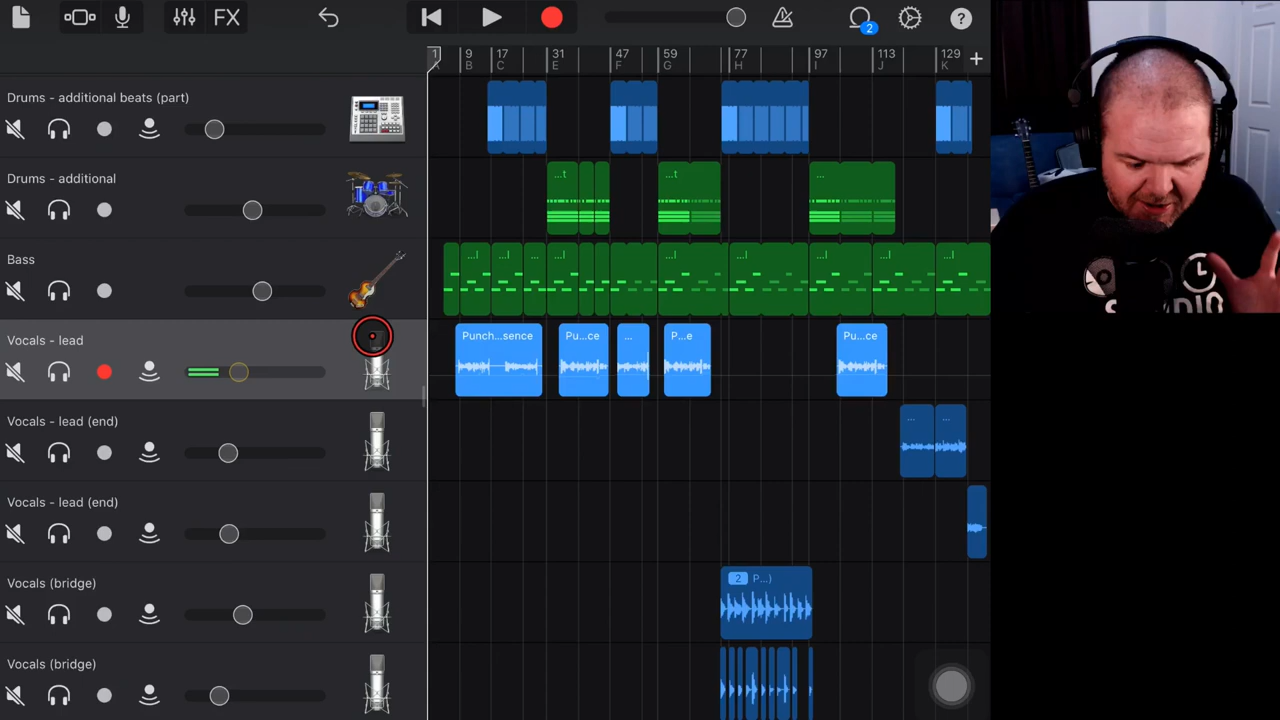 FX
2
?
1 9 17 31 47 59 77 97 113 129
A B C E F G H I J K
+
Drums - additional beats (part)
Drums - additional
...t ...t ...
Bass
...l ...l ... ...l ...l ...l ...l ...l ...l
Vocals - lead
Punch...sence Pu...ce ... P...e Pu...ce
Vocals - lead (end)
... ...
Vocals - lead (end)
Vocals (bridge)
2 P...)
Vocals (bridge)